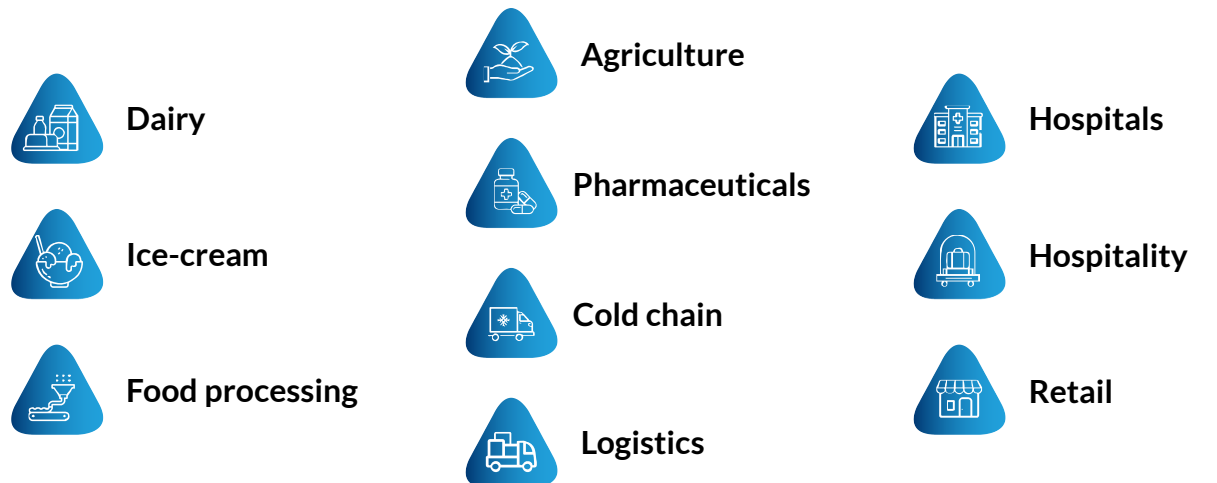 Dairy
Ice-cream
Food processing
Agriculture
Pharmaceuticals
Cold chain
Logistics
Hospitals
Hospitality
Retail